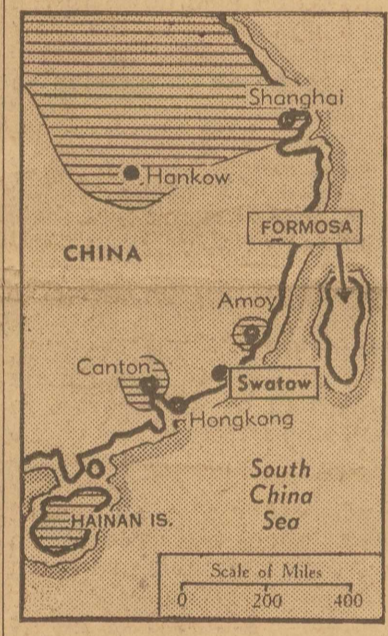 Shanghai
Hankow
FORMOSA
CHINA
Amoy
Canton
Swatow
Hongkong
South
China
Sea
HAINAN IS.
Scale of Miles
0 200 400